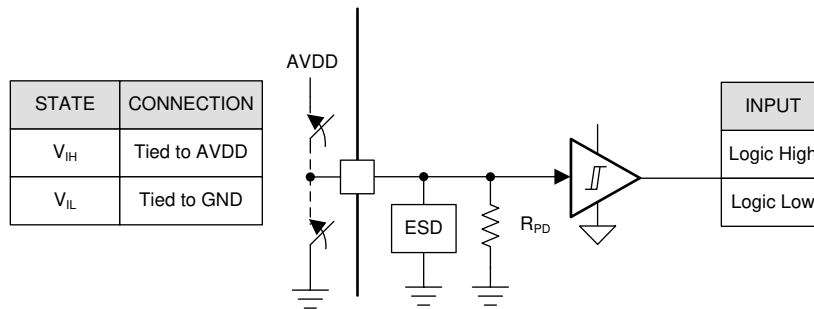 AVDD
STATE CONNECTION
V_IH Tied to AVDD
V_IL Tied to GND
ESD
R_PD
INPUT
Logic High
Logic Low